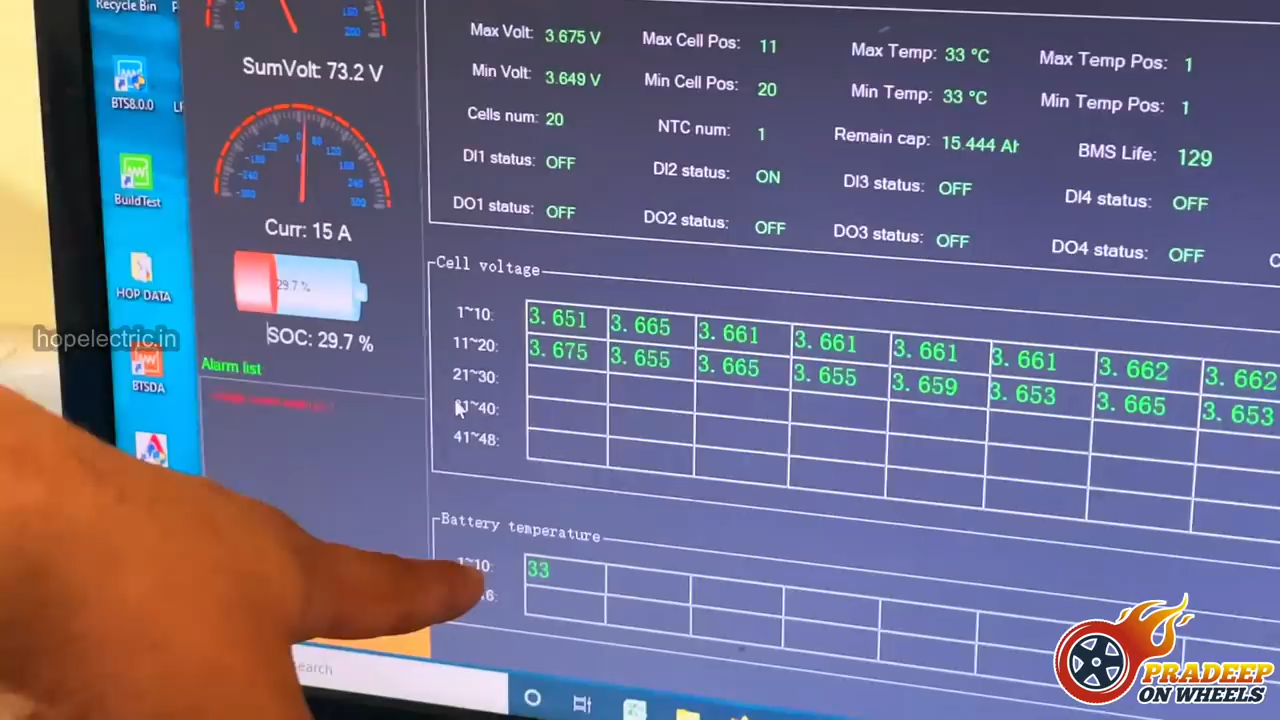 Recycle Bin
BTS8.0.0
BuildTest
HOP DATA
BTSDA
SumVolt: 73.2 V
Curr: 15 A
29.7 %
SOC: 29.7 %
Alarm list
Max Volt: 3.675 V Max Cell Pos: 11 Max Temp: 33 °C Max Temp Pos: 1
Min Volt: 3.649 V Min Cell Pos: 20 Min Temp: 33 °C Min Temp Pos: 1
Cells num: 20 NTC num: 1 Remain cap: 15.444 Ah BMS Life: 129
DI1 status: OFF DI2 status: ON DI3 status: OFF DI4 status: OFF
DO1 status: OFF DO2 status: OFF DO3 status: OFF DO4 status: OFF
Cell voltage
1~10: 3.651 3.665 3.661 3.661 3.661 3.661 3.662 3.662
11~20: 3.675 3.655 3.665 3.655 3.659 3.653 3.665 3.653
21~30:
41~48:
Battery temperature
1~10: 33
hopelectric.in
PRADEEP
ON WHEELS